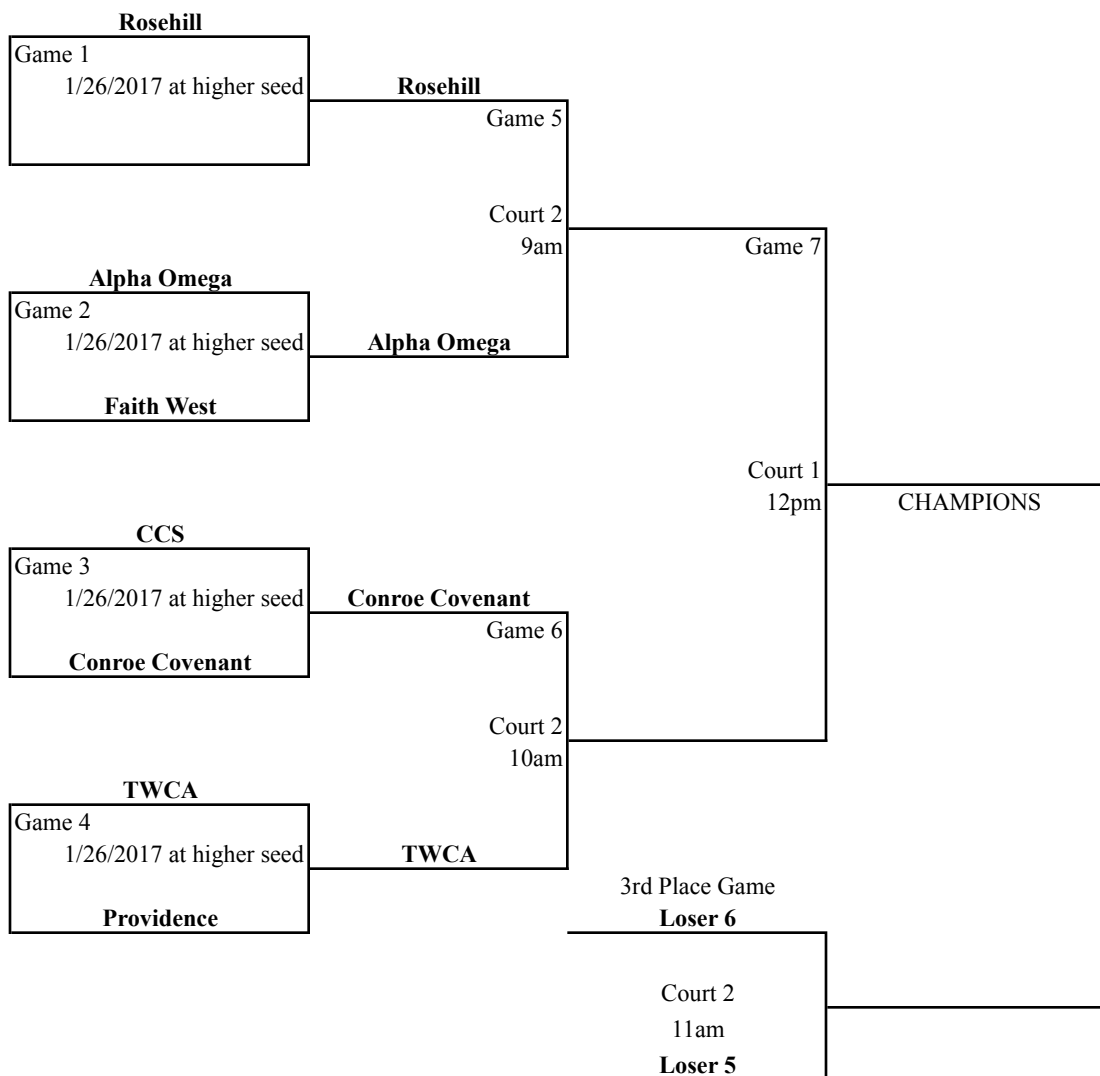 Rosehill
Game 1
1/26/2017 at higher seed
Rosehill
Game 5
Court 2
9am
Game 7
Alpha Omega
Game 2
1/26/2017 at higher seed
Alpha Omega
Faith West
Court 1
12pm
CHAMPIONS
CCS
Game 3
1/26/2017 at higher seed
Conroe Covenant
Game 6
Conroe Covenant
Court 2
10am
TWCA
Game 4
1/26/2017 at higher seed
TWCA
Providence
3rd Place Game
Loser 6
Court 2
11am
Loser 5